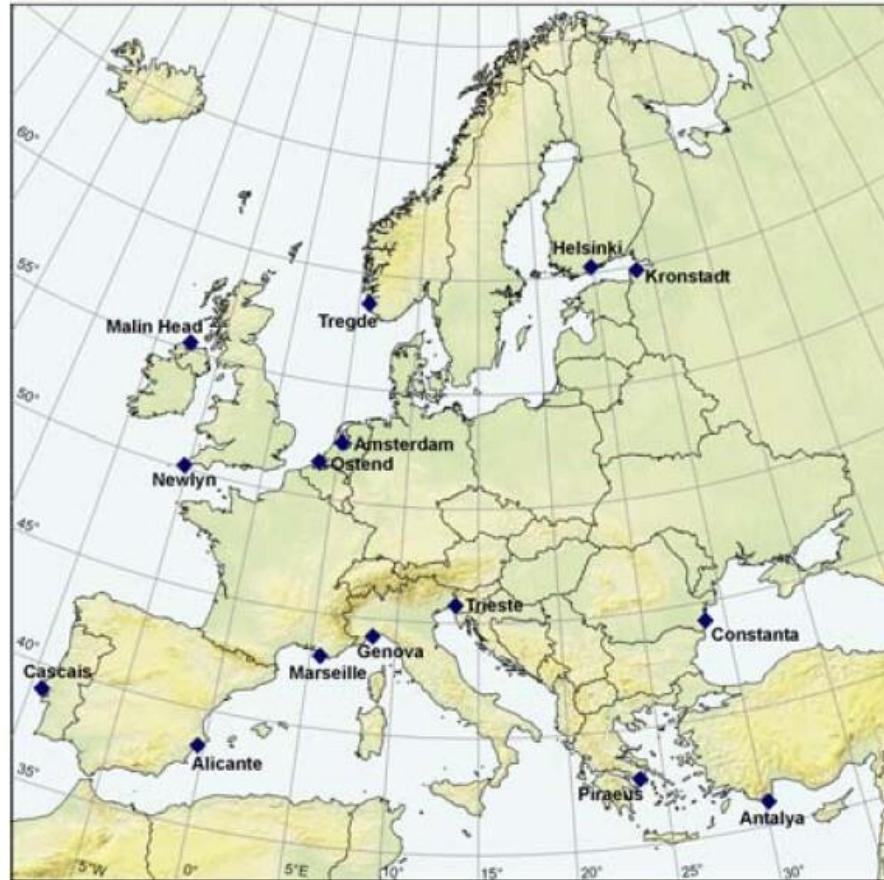 60°
55°
50°
45°
40°
35°
Helsinki
Kronstadt
Tregde
Malin Head
Amsterdam
Ostend
Newlyn
Trieste
Constanta
Genova
Marseille
Cascais
Alicante
Piraeus
Antalya
5°W
0°
5°E
10°
15°
20°
25°
30°